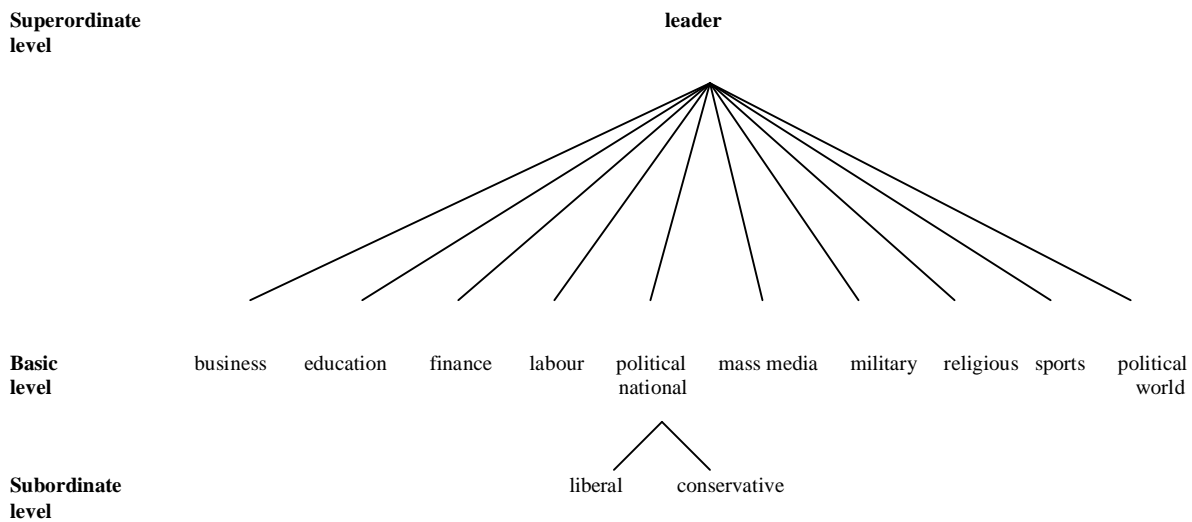 Superordinate leader
level
Basic business education finance labour political mass media military religious sports political
level national world
Subordinate liberal conservative
level